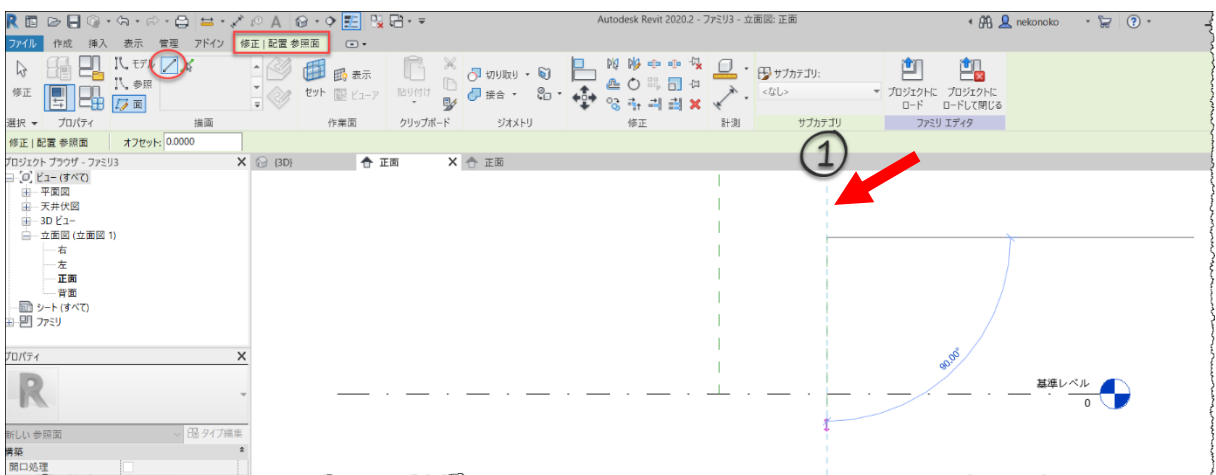 Autodesk Revit 2020.2 - ファミリ3 - 立面図: 正面
nekonoko
ファイル 作成 挿入 表示 管理 アドイン 修正 | 配置 参照面
修正
モデル
参照
面
セット
表示
ビューア
貼り付け
切り取り
接合
サブカテゴリ:
<なし>
プロジェクトに
ロード
プロジェクトに
ロードして閉じる
選択 プロパティ 描画 作業面 クリップボード ジオメトリ 修正 計測 サブカテゴリ ファミリ エディタ
修正 | 配置 参照面 オフセット: 0.0000
プロジェクト ブラウザ - ファミリ3
{3D} 正面 正面
1
ビュー (すべて)
平面図
天井伏図
3D ビュー
立面図 (立面図 1)
右
左
正面
背面
シート (すべて)
ファミリ
90.00°
基準レベル
0
プロパティ
R
新しい 参照面 タイプ編集
構築
開口処理